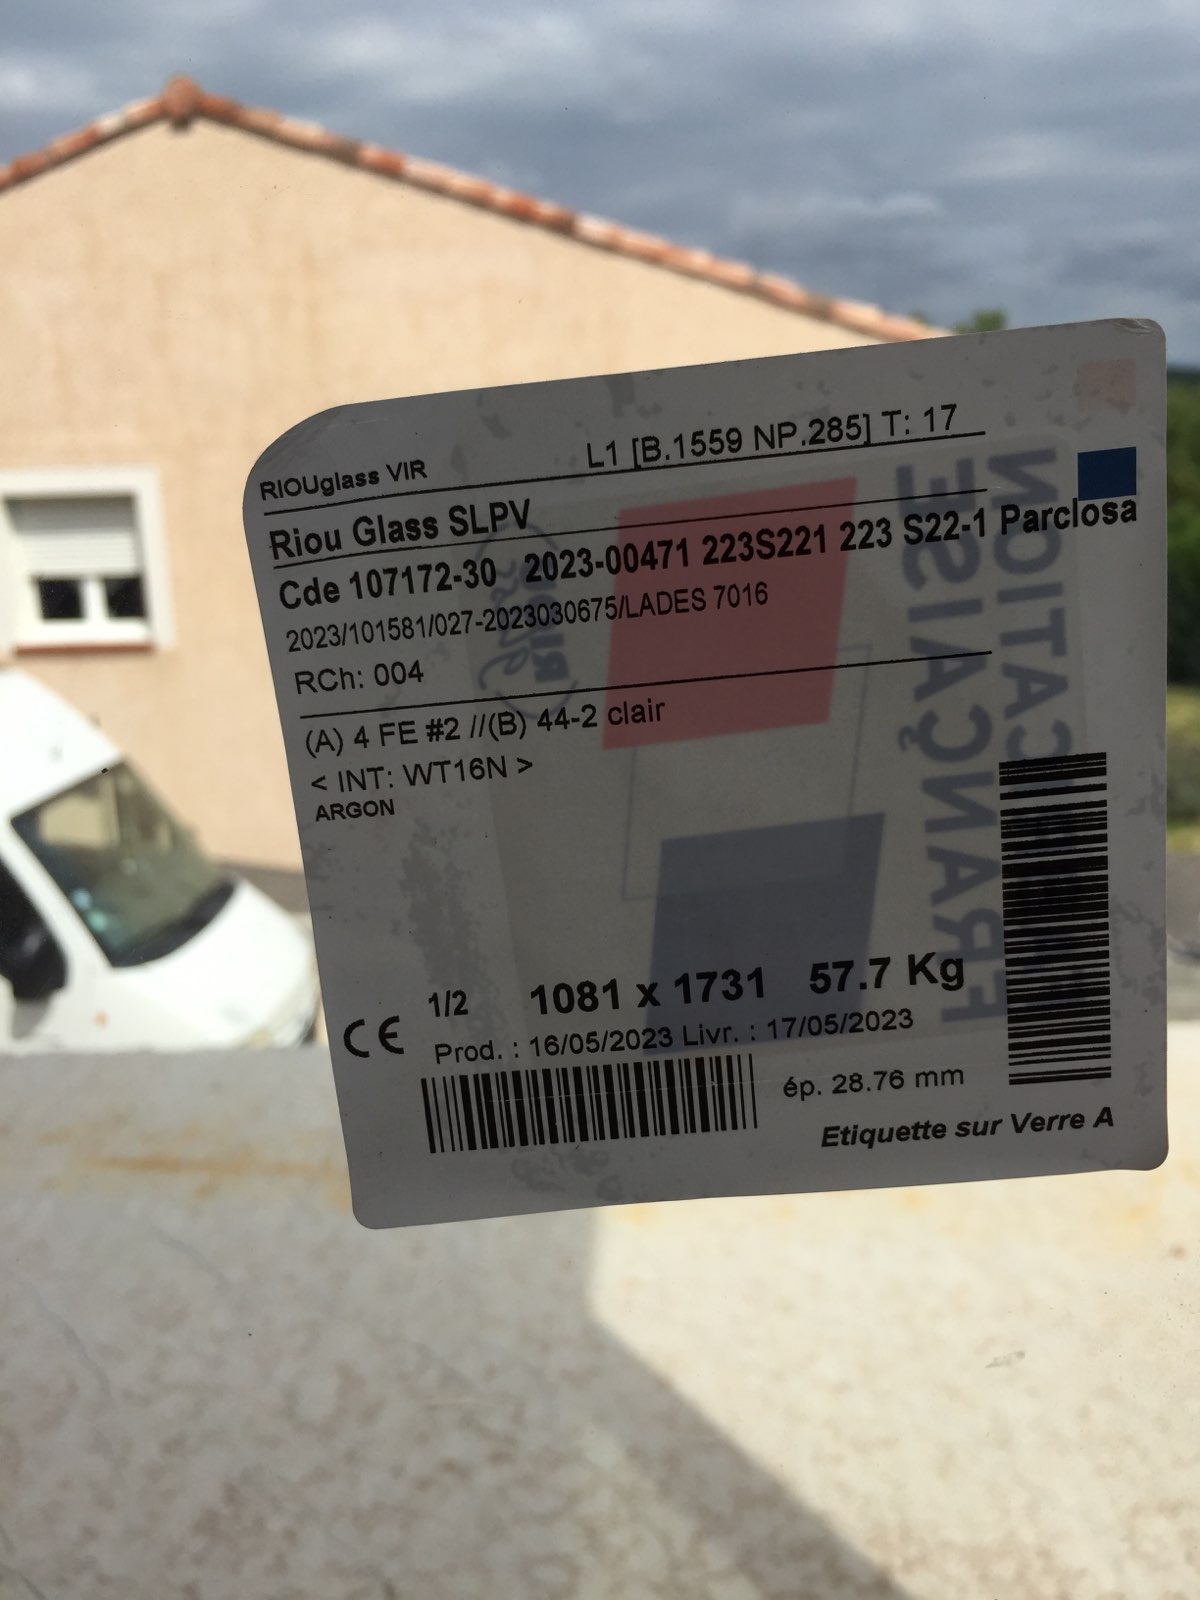 RIOUglass VIR
L1 [B.1559 NP.285] T: 17
Riou Glass SLPV
Cde 107172-30 2023-00471 223S221 223 S22-1 Parclosa
2023/101581/027-2023030675/LADES 7016
RCh: 004
(A) 4 FE #2 //(B) 44-2 clair
< INT: WT16N >
ARGON
1/2 1081 x 1731 57.7 Kg
CE
Prod. : 16/05/2023 Livr. : 17/05/2023
ép. 28.76 mm
Etiquette sur Verre A
FRANÇAISE